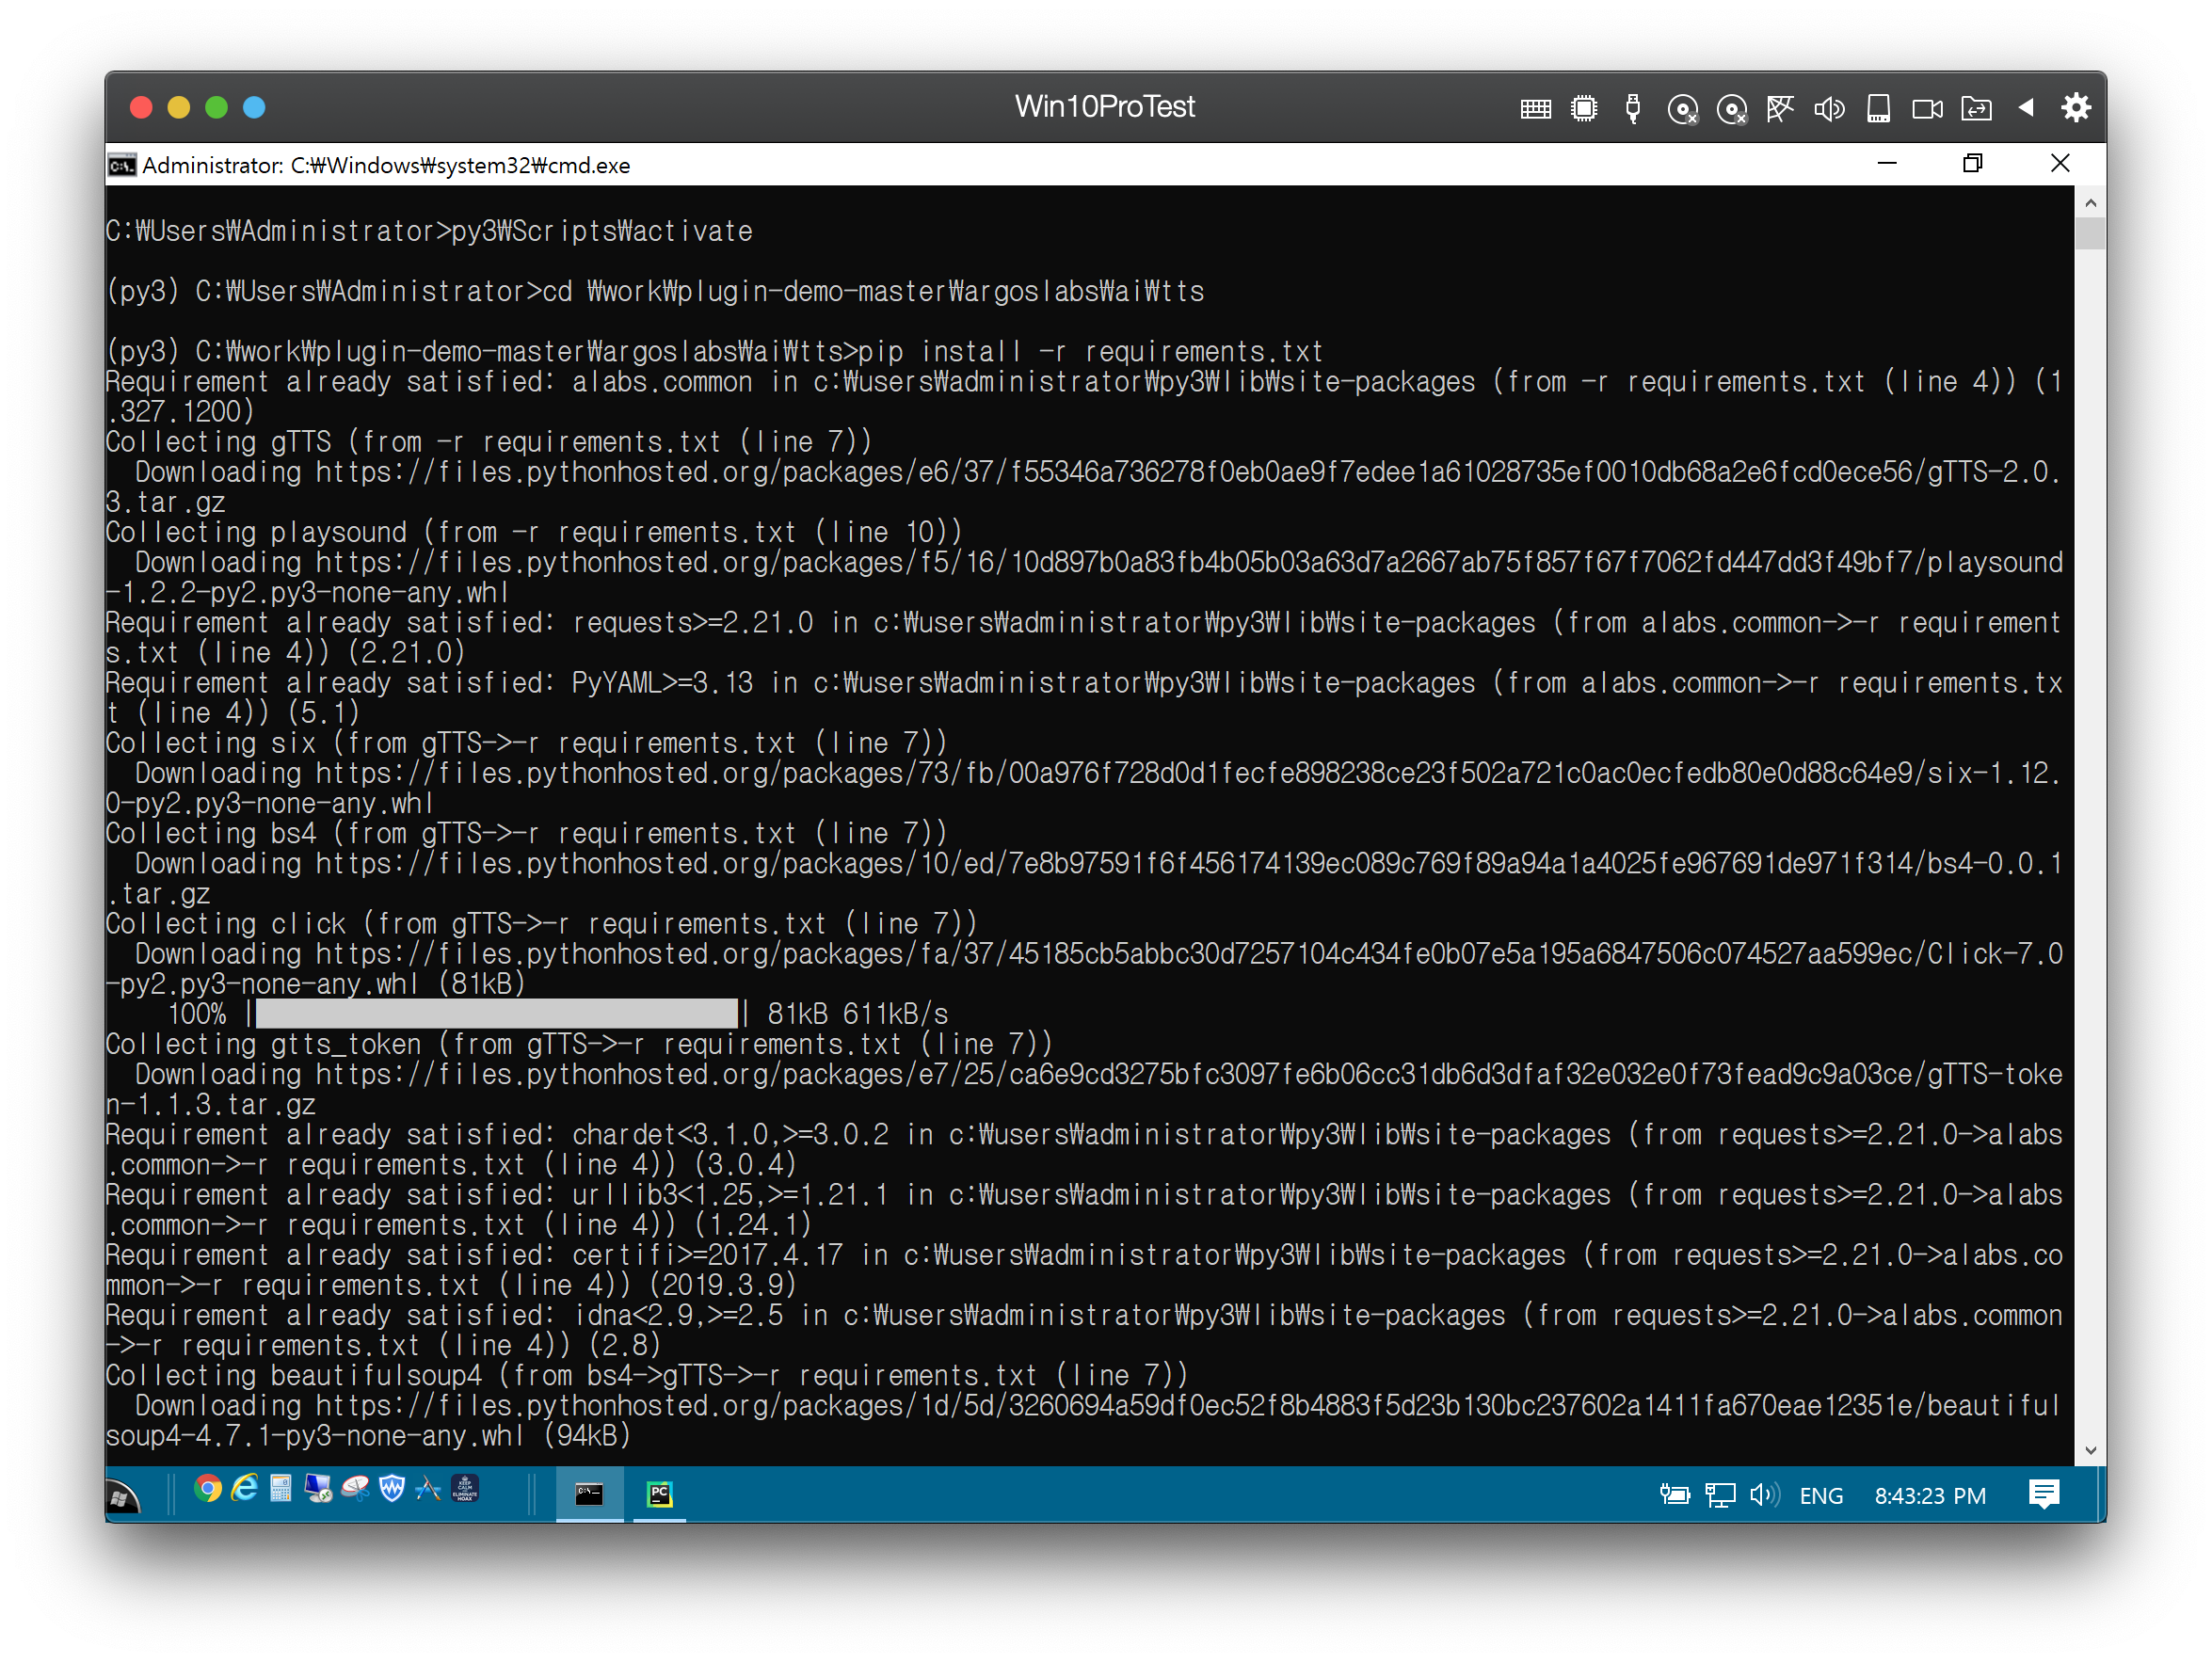 Win10ProTest
Administrator: C:₩Windows₩system32₩cmd.exe
C:₩Users₩Administrator>py3₩Scripts₩activate
(py3) C:₩Users₩Administrator>cd ₩work₩plugin-demo-master₩argoslabs₩ai₩tts
(py3) C:₩work₩plugin-demo-master₩argoslabs₩ai₩tts>pip install -r requirements.txt
Requirement already satisfied: alabs.common in c:₩users₩administrator₩py3₩lib₩site-packages (from -r requirements.txt (line 4)) (1
.327.1200)
Collecting gTTS (from -r requirements.txt (line 7))
  Downloading https://files.pythonhosted.org/packages/e6/37/f55346a736278f0eb0ae9f7edee1a61028735ef0010db68a2e6fcd0ece56/gTTS-2.0.
3.tar.gz
Collecting playsound (from -r requirements.txt (line 10))
  Downloading https://files.pythonhosted.org/packages/f5/16/10d897b0a83fb4b05b03a63d7a2667ab75f857f67f7062fd447dd3f49bf7/playsound
-1.2.2-py2.py3-none-any.whl
Requirement already satisfied: requests>=2.21.0 in c:₩users₩administrator₩py3₩lib₩site-packages (from alabs.common->-r requirement
s.txt (line 4)) (2.21.0)
Requirement already satisfied: PyYAML>=3.13 in c:₩users₩administrator₩py3₩lib₩site-packages (from alabs.common->-r requirements.tx
t (line 4)) (5.1)
Collecting six (from gTTS->-r requirements.txt (line 7))
  Downloading https://files.pythonhosted.org/packages/73/fb/00a976f728d0d1fecfe898238ce23f502a721c0ac0ecfedb80e0d88c64e9/six-1.12.
0-py2.py3-none-any.whl
Collecting bs4 (from gTTS->-r requirements.txt (line 7))
  Downloading https://files.pythonhosted.org/packages/10/ed/7e8b97591f6f456174139ec089c769f89a94a1a4025fe967691de971f314/bs4-0.0.1
.tar.gz
Collecting click (from gTTS->-r requirements.txt (line 7))
  Downloading https://files.pythonhosted.org/packages/fa/37/45185cb5abbc30d7257104c434fe0b07e5a195a6847506c074527aa599ec/Click-7.0
-py2.py3-none-any.whl (81kB)
    100% |                                | 81kB 611kB/s
Collecting gtts_token (from gTTS->-r requirements.txt (line 7))
  Downloading https://files.pythonhosted.org/packages/e7/25/ca6e9cd3275bfc3097fe6b06cc31db6d3dfaf32e032e0f73fead9c9a03ce/gTTS-toke
n-1.1.3.tar.gz
Requirement already satisfied: chardet<3.1.0,>=3.0.2 in c:₩users₩administrator₩py3₩lib₩site-packages (from requests>=2.21.0->alabs
.common->-r requirements.txt (line 4)) (3.0.4)
Requirement already satisfied: urllib3<1.25,>=1.21.1 in c:₩users₩administrator₩py3₩lib₩site-packages (from requests>=2.21.0->alabs
.common->-r requirements.txt (line 4)) (1.24.1)
Requirement already satisfied: certifi>=2017.4.17 in c:₩users₩administrator₩py3₩lib₩site-packages (from requests>=2.21.0->alabs.co
mmon->-r requirements.txt (line 4)) (2019.3.9)
Requirement already satisfied: idna<2.9,>=2.5 in c:₩users₩administrator₩py3₩lib₩site-packages (from requests>=2.21.0->alabs.common
->-r requirements.txt (line 4)) (2.8)
Collecting beautifulsoup4 (from bs4->gTTS->-r requirements.txt (line 7))
  Downloading https://files.pythonhosted.org/packages/1d/5d/3260694a59df0ec52f8b4883f5d23b130bc237602a1411fa670eae12351e/beautiful
soup4-4.7.1-py3-none-any.whl (94kB)
KEEP
CALM
ELIMINATE
HOAX
PC
ENG
8:43:23 PM